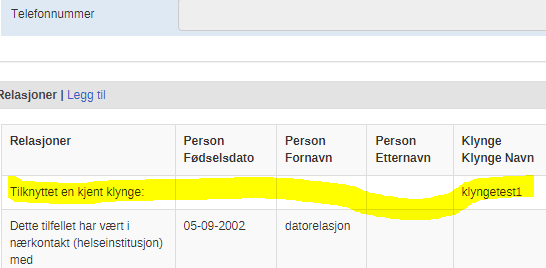 Telefonnummer
Relasjoner | Legg til
Relasjoner Person Fødselsdato Person Fornavn Person Etternavn Klynge Klynge Navn
Tilknyttet en kjent klynge: klyngetest1
Dette tilfellet har vært i 05-09-2002 datorelasjon
nærkontakt (helseinstitusjon)
med